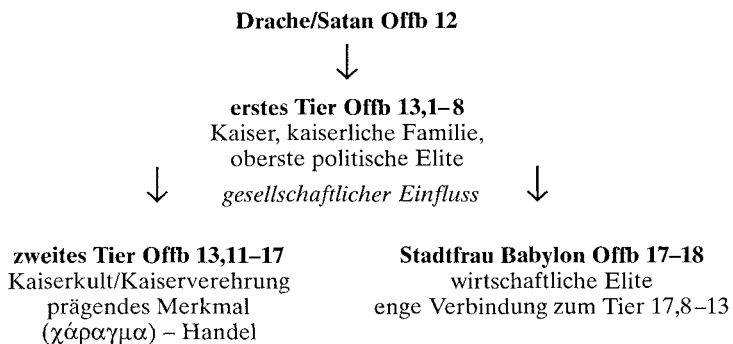 Drache/Satan Offb 12
erstes Tier Offb 13,1–8
Kaiser, kaiserliche Familie,
oberste politische Elite
gesellschaftlicher Einfluss
zweites Tier Offb 13,11–17
Kaiserkult/Kaiserverehrung
prägendes Merkmal
(χάραγμα) – Handel
Stadtfrau Babylon Offb 17–18
wirtschaftliche Elite
enge Verbindung zum Tier 17,8–13